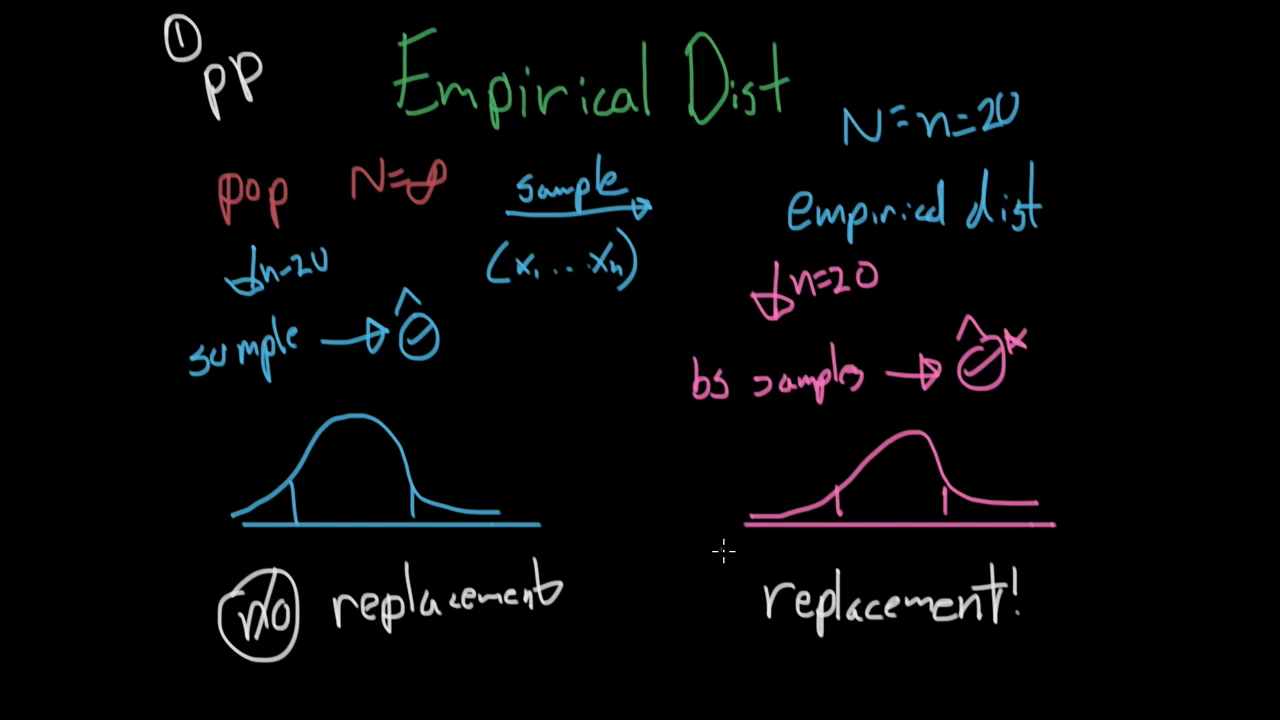 ① pp
Empirical Dist
N=n=20
pop N=∞
sample
empirical dist
n=20
(x₁...xₙ)
n=20
sample → θ̂
bs samples → θ̂*
w/o replacement
replacement!